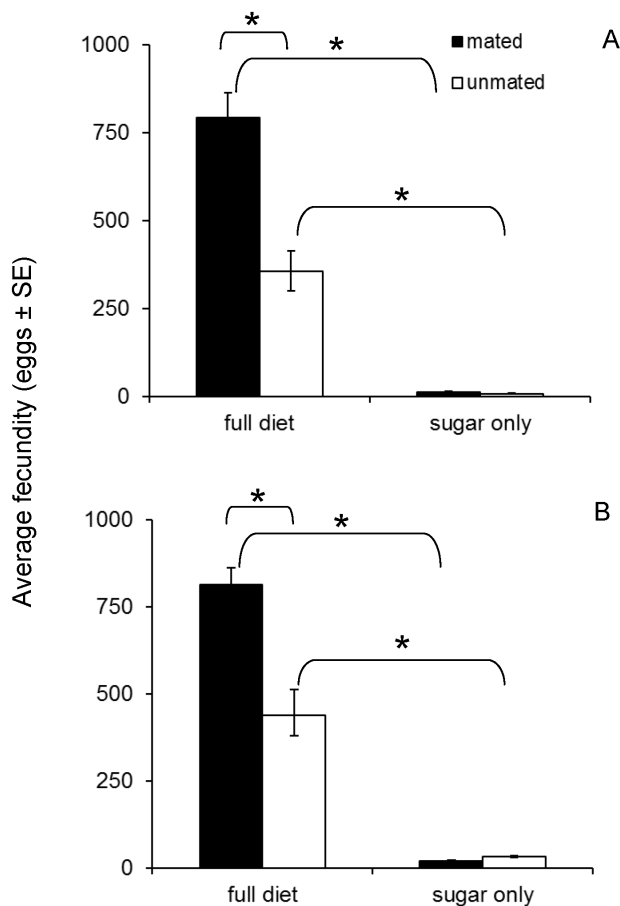 Average fecundity (eggs ± SE)
A
* *
mated
unmated
*
1000
750
500
250
0
full diet sugar only
B
* *
*
1000
750
500
250
0
full diet sugar only